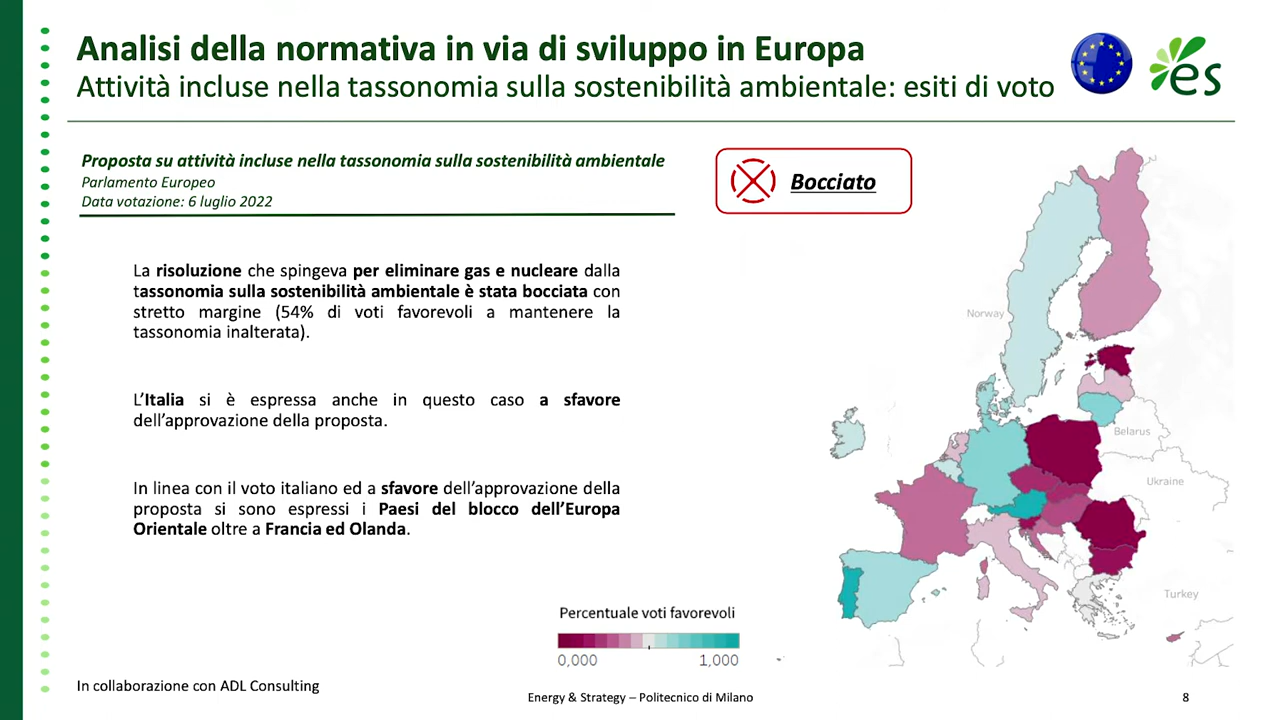 Analisi della normativa in via di sviluppo in Europa
Attività incluse nella tassonomia sulla sostenibilità ambientale: esiti di voto
es
Proposta su attività incluse nella tassonomia sulla sostenibilità ambientale
Parlamento Europeo
Data votazione: 6 luglio 2022
Bocciato
La risoluzione che spingeva per eliminare gas e nucleare dalla
tassonomia sulla sostenibilità ambientale è stata bocciata con
stretto margine (54% di voti favorevoli a mantenere la
tassonomia inalterata).
L'Italia si è espressa anche in questo caso a sfavore
dell'approvazione della proposta.
In linea con il voto italiano ed a sfavore dell'approvazione della
proposta si sono espressi i Paesi del blocco dell'Europa
Orientale oltre a Francia ed Olanda.
Norway
Belarus
Ukraine
Turkey
Percentuale voti favorevoli
0,000 1,000
In collaborazione con ADL Consulting
Energy & Strategy – Politecnico di Milano
8